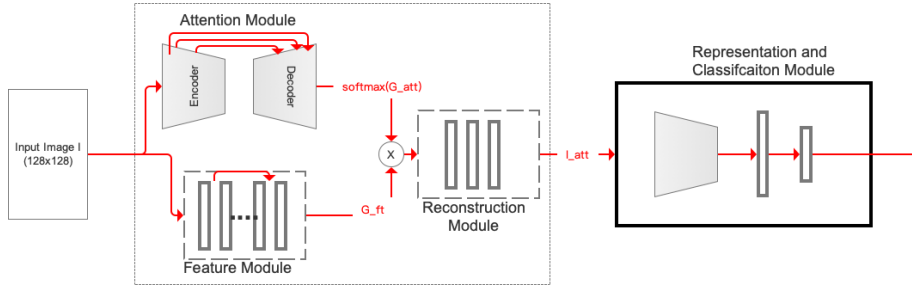 Attention Module
Encoder
Decoder
softmax(G_att)
Input Image I
(128x128)
X
G_ft
Feature Module
Reconstruction
Module
I_att
Representation and
Classifcaiton Module